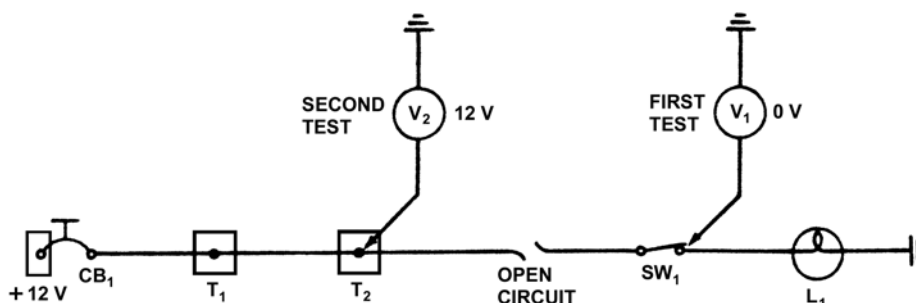 SECOND
TEST
V2
12 V
FIRST
TEST
V1
0 V
+12 V
CB1
T1
T2
OPEN
CIRCUIT
SW1
L1